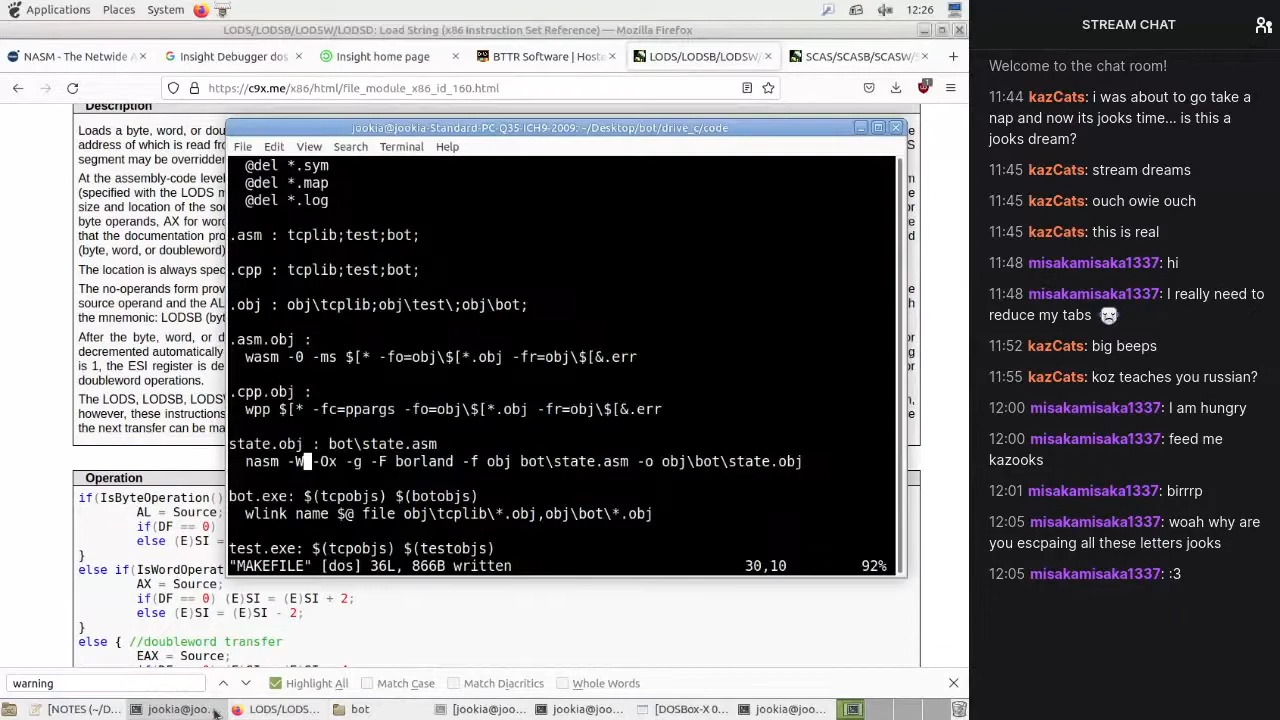 Applications Places System 12:26
LODS/LODSB/LODSW/LODSD: Load String (x86 Instruction Set Reference) — Mozilla Firefox
NASM - The Netwide A Insight Debugger dos Insight home page BTTR Software | Hoste LODS/LODSB/LODSW SCAS/SCASB/SCASW/S
https://c9x.me/x86/html/file_module_x86_id_160.html
Description
Loads a byte, word, or dou
address of which is read fr
segment may be overridden
At the assembly-code level
(specified with the LODS m
size and location of the sou
byte operands, AX for word
that the documentation pro
(byte, word, or doubleword)
The location is always spec
The no-operands form prov
source operand and the AL
the mnemonic: LODSB (byt
After the byte, word, or d
decremented automatically
is 1, the ESI register is de
doubleword operations.
The LODS, LODSB, LODSW
however, these instructions
the next transfer can be ma
Operation
if(IsByteOperation()
AL = Source;
if(DF == 0)
else (E)SI =
}
else if(IsWordOperat
AX = Source;
if(DF == 0) (E)SI = (E)SI + 2;
else (E)SI = (E)SI - 2;
}
else { //doubleword transfer
EAX = Source;
jookia@jookia-Standard-PC-Q35-ICH9-2009: ~/Desktop/bot/drive_c/code
File Edit View Search Terminal Help
@del *.sym
@del *.map
@del *.log
.asm : tcplib;test;bot;
.cpp : tcplib;test;bot;
.obj : obj\tcplib;obj\test\;obj\bot;
.asm.obj :
wasm -0 -ms $[* -fo=obj\$[*.obj -fr=obj\$[&.err
.cpp.obj :
wpp $[* -fc=ppargs -fo=obj\$[*.obj -fr=obj\$[&.err
state.obj : bot\state.asm
nasm -W -Ox -g -F borland -f obj bot\state.asm -o obj\bot\state.obj
bot.exe: $(tcpobjs) $(botobjs)
wlink name $@ file obj\tcplib\*.obj,obj\bot\*.obj
test.exe: $(tcpobjs) $(testobjs)
"MAKEFILE" [dos] 36L, 866B written 30,10 92%
warning Highlight All Match Case Match Diacritics Whole Words
[NOTES (~/D... jookia@joo... LODS/LODS... bot [jookia@joo... jookia@joo... [DOSBox-X 0... jookia@joo...
STREAM CHAT
Welcome to the chat room!
11:44 kazCats: i was about to go take a
nap and now its jooks time... is this a
jooks dream?
11:45 kazCats: stream dreams
11:45 kazCats: ouch owie ouch
11:45 kazCats: this is real
11:48 misakamisaka1337: hi
11:48 misakamisaka1337: I really need to
reduce my tabs
11:52 kazCats: big beeps
11:55 kazCats: koz teaches you russian?
12:00 misakamisaka1337: I am hungry
12:00 misakamisaka1337: feed me
kazooks
12:01 misakamisaka1337: birrrp
12:05 misakamisaka1337: woah why are
you escpaing all these letters jooks
12:05 misakamisaka1337: :3